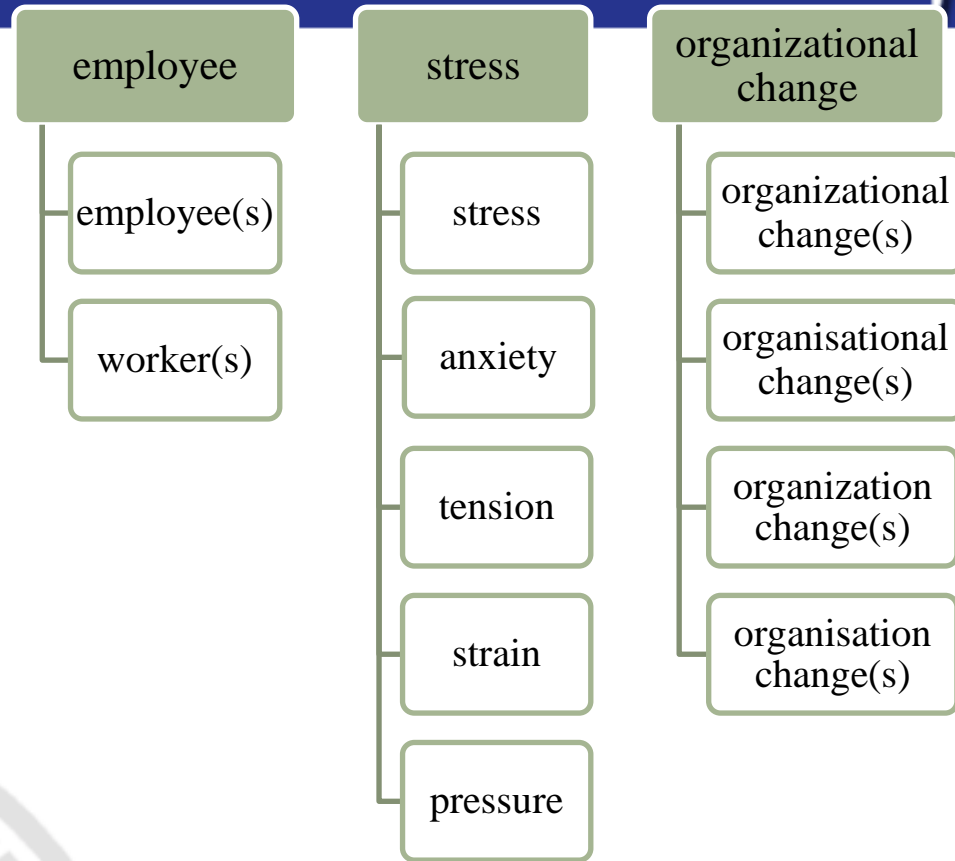 employee
employee(s)
worker(s)
stress
stress
anxiety
tension
strain
pressure
organizational
change
organizational
change(s)
organisational
change(s)
organization
change(s)
organisation
change(s)